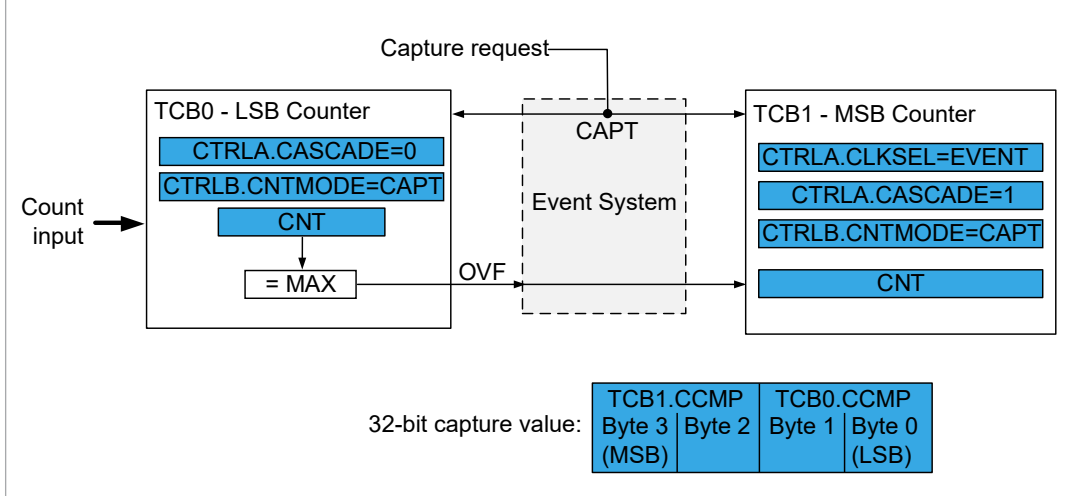 Capture request
TCB0 - LSB Counter
CTRLA.CASCADE=0
CTRLB.CNTMODE=CAPT
CNT
= MAX
Count
input
OVF
CAPT
Event System
TCB1 - MSB Counter
CTRLA.CLKSEL=EVENT
CTRLA.CASCADE=1
CTRLB.CNTMODE=CAPT
CNT
32-bit capture value:
TCB1.CCMP TCB0.CCMP
Byte 3 Byte 2 Byte 1 Byte 0
(MSB) (LSB)